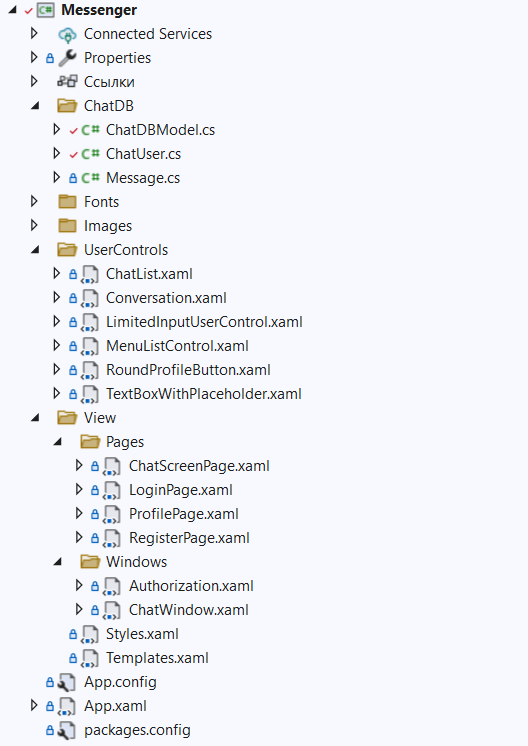 Messenger
Connected Services
Properties
Ссылки
ChatDB
C# ChatDBModel.cs
C# ChatUser.cs
C# Message.cs
Fonts
Images
UserControls
ChatList.xaml
Conversation.xaml
LimitedInputUserControl.xaml
MenuListControl.xaml
RoundProfileButton.xaml
TextBoxWithPlaceholder.xaml
View
Pages
ChatScreenPage.xaml
LoginPage.xaml
ProfilePage.xaml
RegisterPage.xaml
Windows
Authorization.xaml
ChatWindow.xaml
Styles.xaml
Templates.xaml
App.config
App.xaml
packages.config